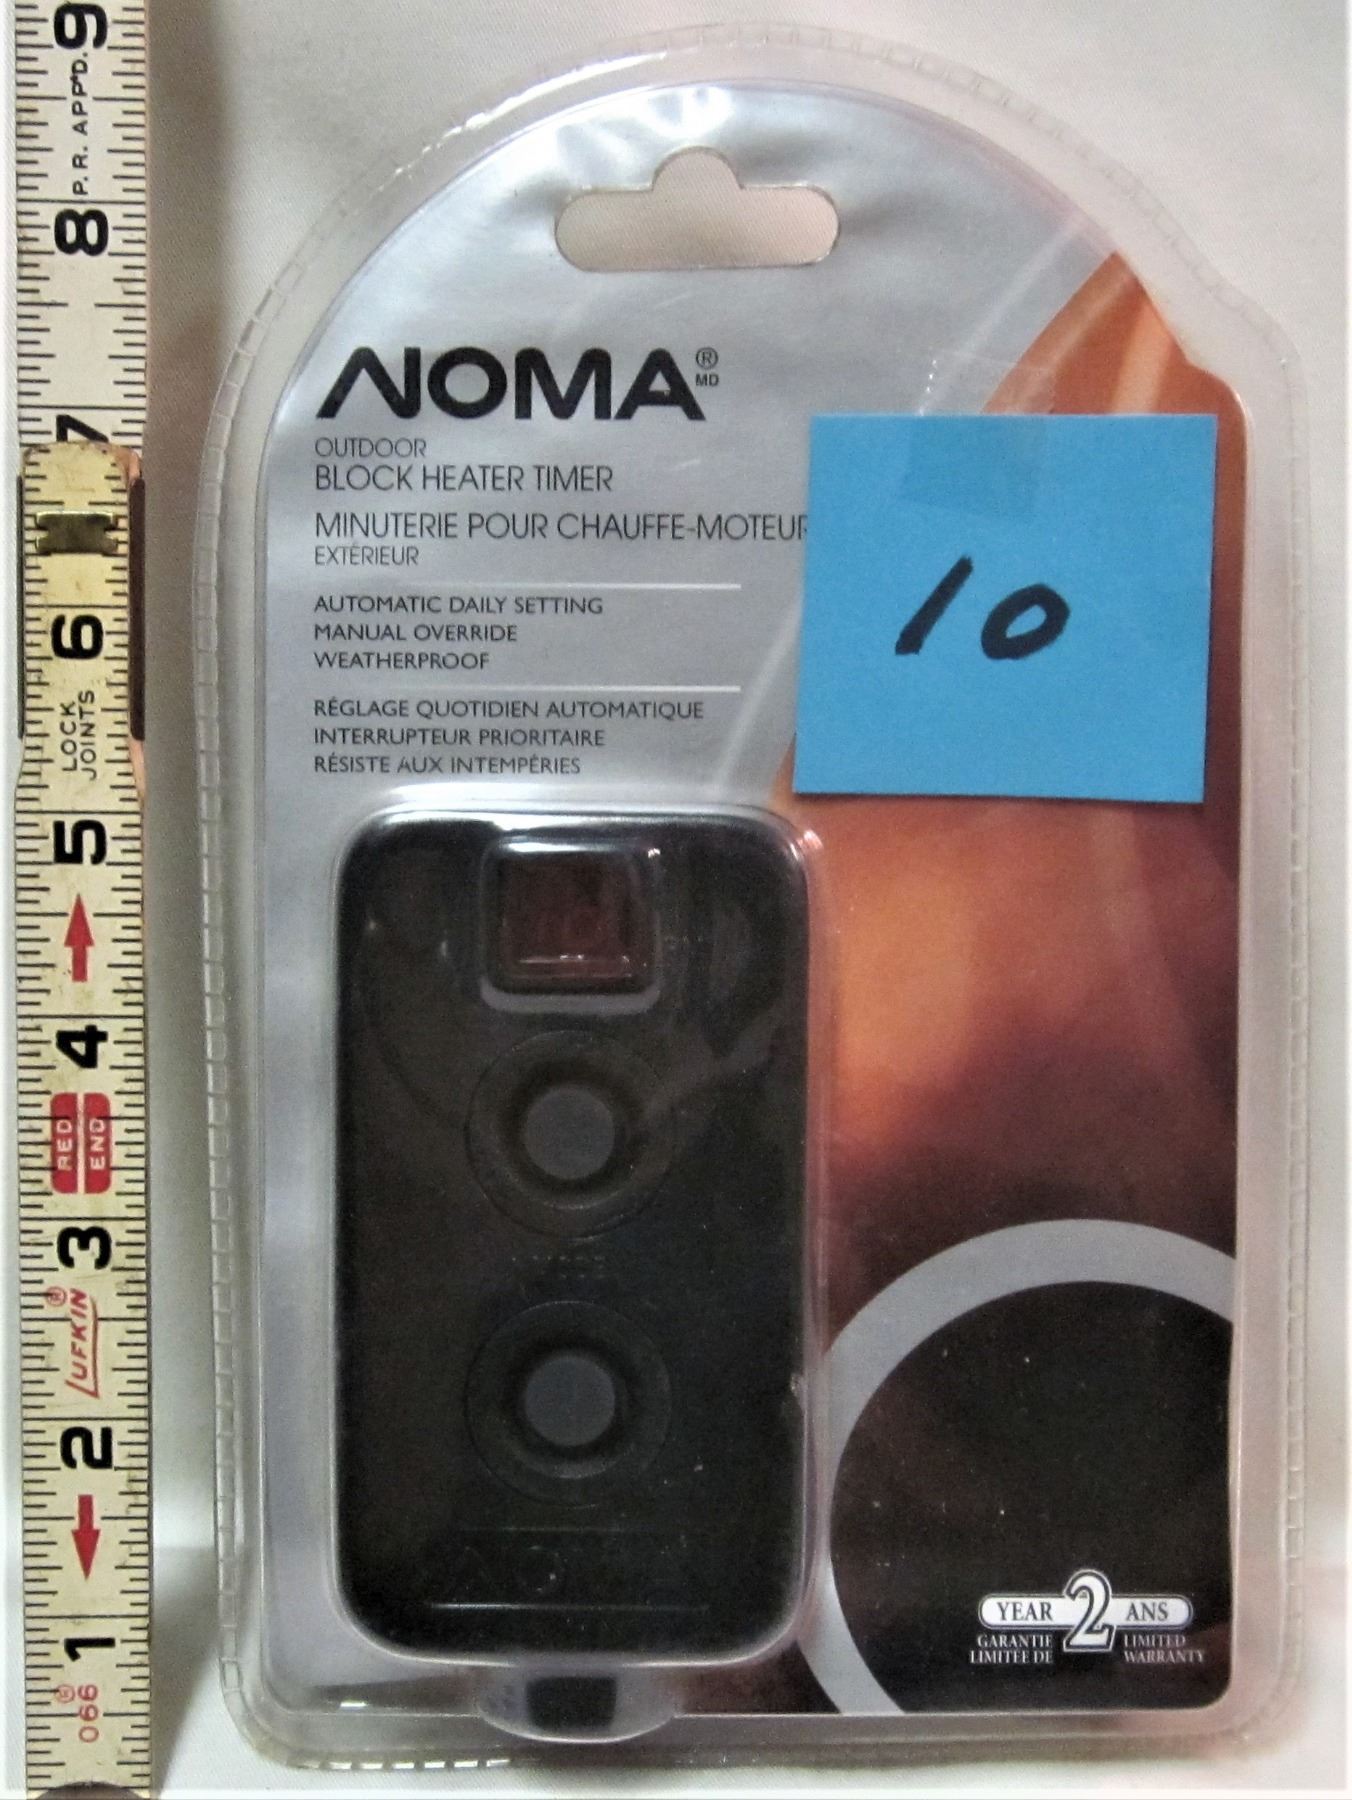 9
P.R. APP'D.
8
7
6
LOCK
JOINTS
5
4
RED
END
3
LUFKIN®
2
1
066®
NOMA®
MD
OUTDOOR
BLOCK HEATER TIMER
MINUTERIE POUR CHAUFFE-MOTEUR
EXTÉRIEUR
AUTOMATIC DAILY SETTING
MANUAL OVERRIDE
WEATHERPROOF
RÉGLAGE QUOTIDIEN AUTOMATIQUE
INTERRUPTEUR PRIORITAIRE
RÉSISTE AUX INTEMPÉRIES
10
YEAR 2 ANS
GARANTIE LIMITED
LIMITÉE DE WARRANTY